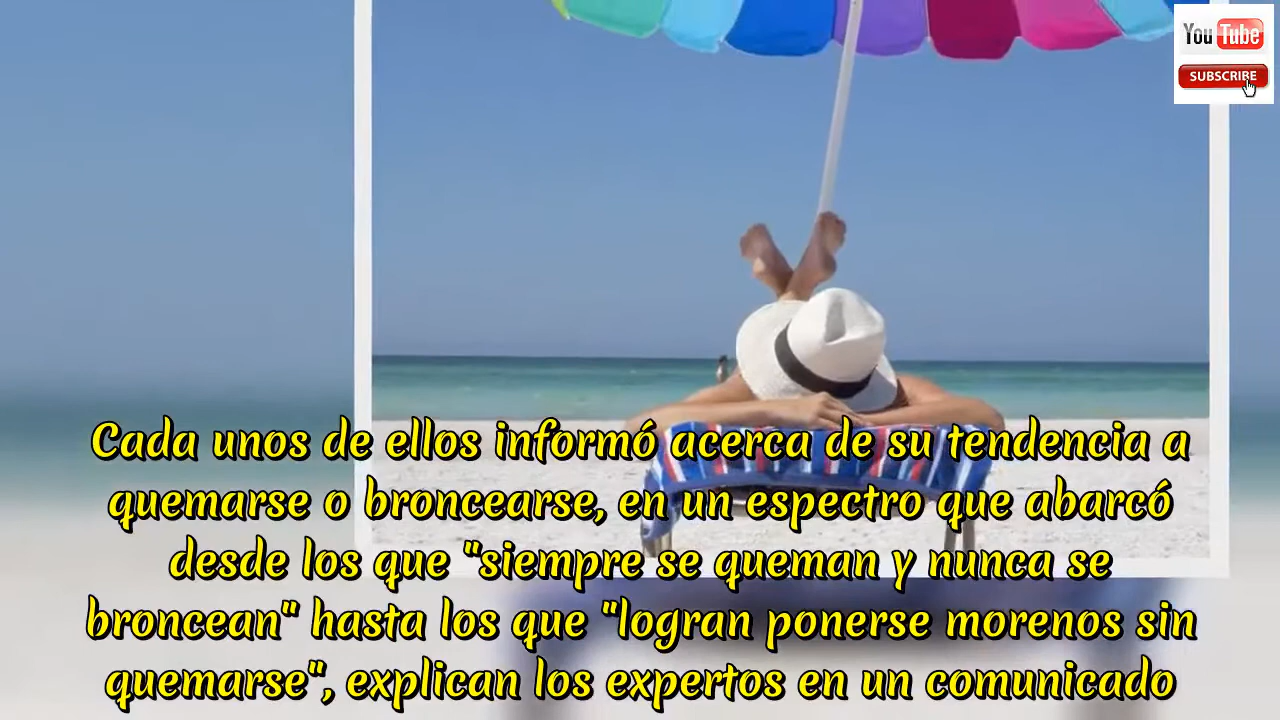 You Tube
SUBSCRIBE
Cada unos de ellos informó acerca de su tendencia a
quemarse o broncearse, en un espectro que abarcó
desde los que "siempre se queman y nunca se
broncean" hasta los que "logran ponerse morenos sin
quemarse", explican los expertos en un comunicado